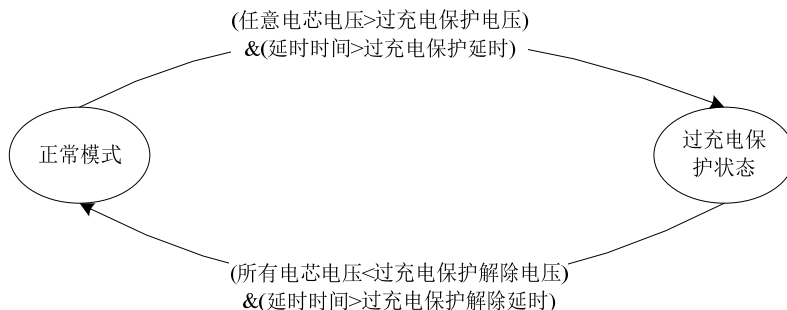 (任意电芯电压>过充电保护电压)
&(延时时间>过充电保护延时)
正常模式
过充电保
护状态
(所有电芯电压<过充电保护解除电压)
&(延时时间>过充电保护解除延时)